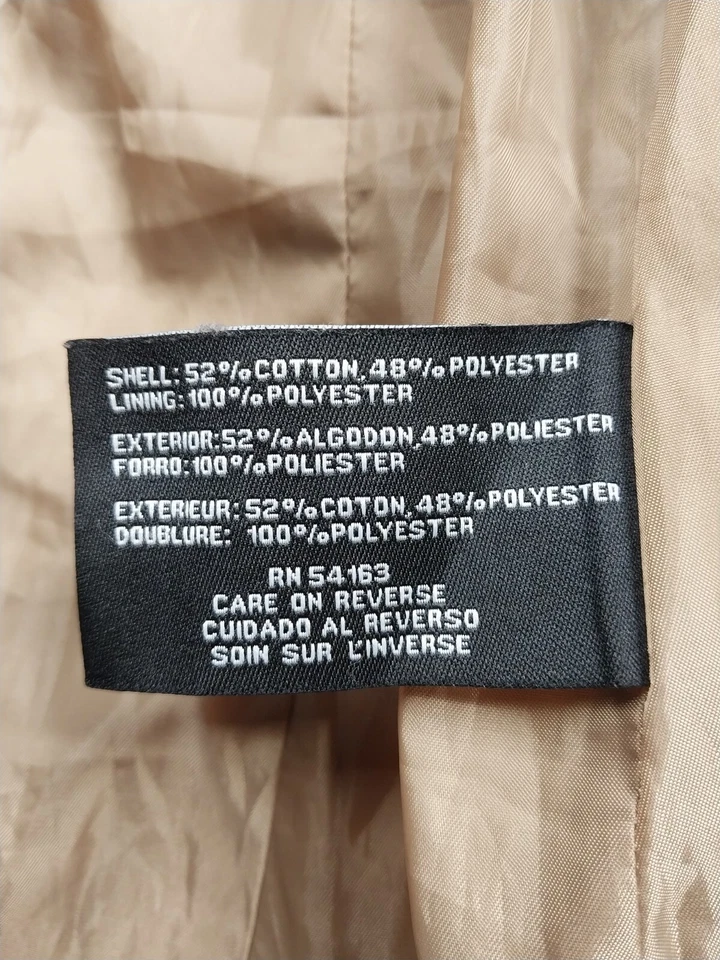 SHELL: 52% COTTON, 48% POLYESTER
LINING: 100% POLYESTER
EXTERIOR: 52% ALGODON, 48% POLIESTER
FORRO: 100% POLIESTER
EXTERIEUR: 52% COTON, 48% POLYESTER
DOUBLURE: 100% POLYESTER
RN 54163
CARE ON REVERSE
CUIDADO AL REVERSO
SOIN SUR L'INVERSE